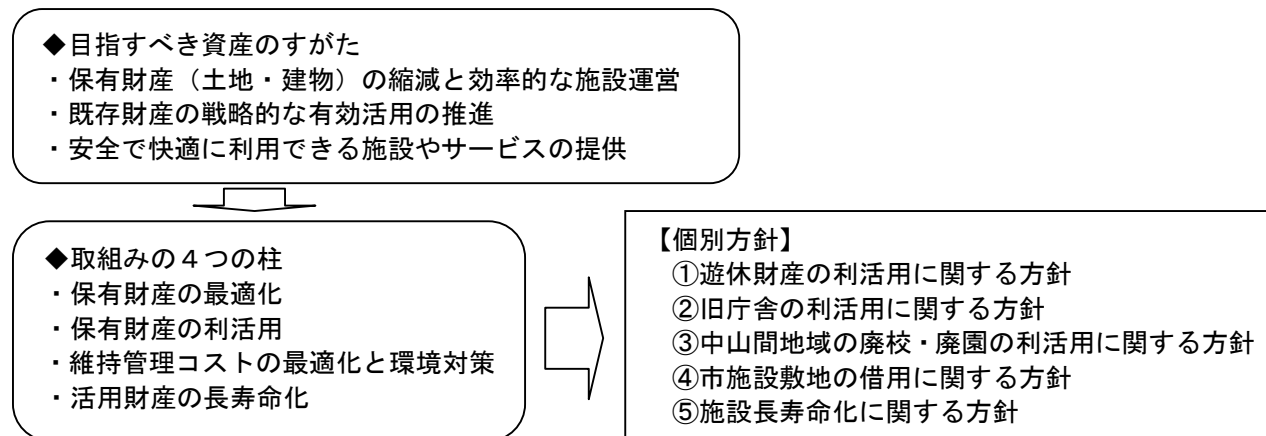 ◆目指すべき資産のすがた
・保有財産（土地・建物）の縮減と効率的な施設運営
・既存財産の戦略的な有効活用の推進
・安全で快適に利用できる施設やサービスの提供
◆取組みの４つの柱
・保有財産の最適化
・保有財産の利活用
・維持管理コストの最適化と環境対策
・活用財産の長寿命化
【個別方針】
①遊休財産の利活用に関する方針
②旧庁舎の利活用に関する方針
③中山間地域の廃校・廃園の利活用に関する方針
④市施設敷地の借用に関する方針
⑤施設長寿命化に関する方針